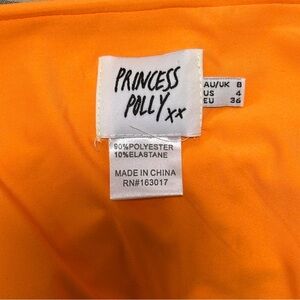 PRINCESS
POLLY xx
AU/UK 8
US 4
EU 36
90%POLYESTER
10%ELASTANE
MADE IN CHINA
RN#163017